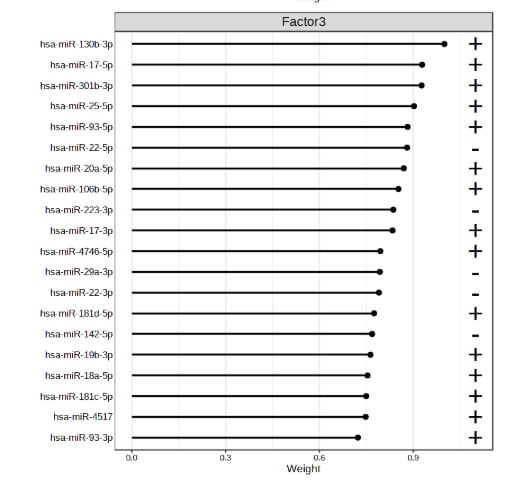 Factor3
hsa-miR-130b-3p +
hsa-miR-17-5p +
hsa-miR-301b-3p +
hsa-miR-25-5p +
hsa-miR-93-5p +
hsa-miR-22-5p -
hsa-miR-20a-5p +
hsa-miR-106b-5p +
hsa-miR-223-3p -
hsa-miR-17-3p +
hsa-miR-4746-5p +
hsa-miR-29a-3p -
hsa-miR-22-3p -
hsa-miR-181d-5p +
hsa-miR-142-5p -
hsa-miR-19b-3p +
hsa-miR-18a-5p +
hsa-miR-181c-5p +
hsa-miR-4517 +
hsa-miR-93-3p +
0.0 0.3 0.6 0.9
Weight